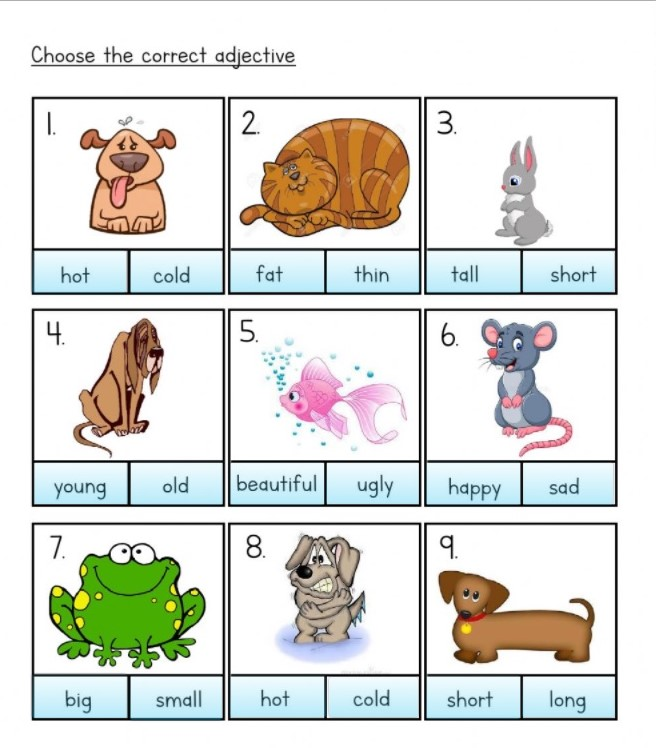 Choose the correct adjective
1. 2. 3.
hot cold fat thin tall short
4. 5. 6.
young old beautiful ugly happy sad
7. 8. 9.
big small hot cold short long